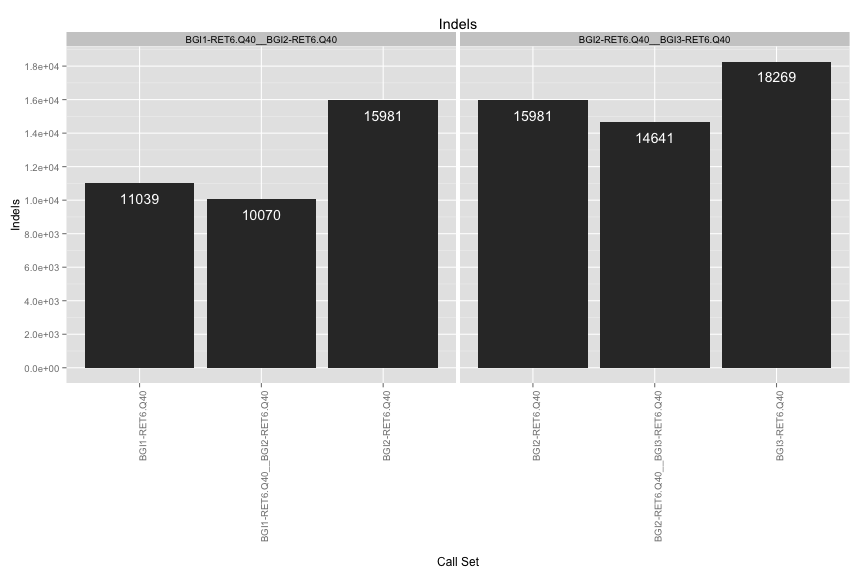 Indels
BGI1-RET6.Q40__BGI2-RET6.Q40
BGI2-RET6.Q40__BGI3-RET6.Q40
Indels
1.8e+04
1.6e+04
1.4e+04
1.2e+04
1.0e+04
8.0e+03
6.0e+03
4.0e+03
2.0e+03
0.0e+00
11039
10070
15981
15981
14641
18269
BGI1-RET6.Q40
BGI1-RET6.Q40__BGI2-RET6.Q40
BGI2-RET6.Q40
BGI2-RET6.Q40
BGI2-RET6.Q40__BGI3-RET6.Q40
BGI3-RET6.Q40
Call Set